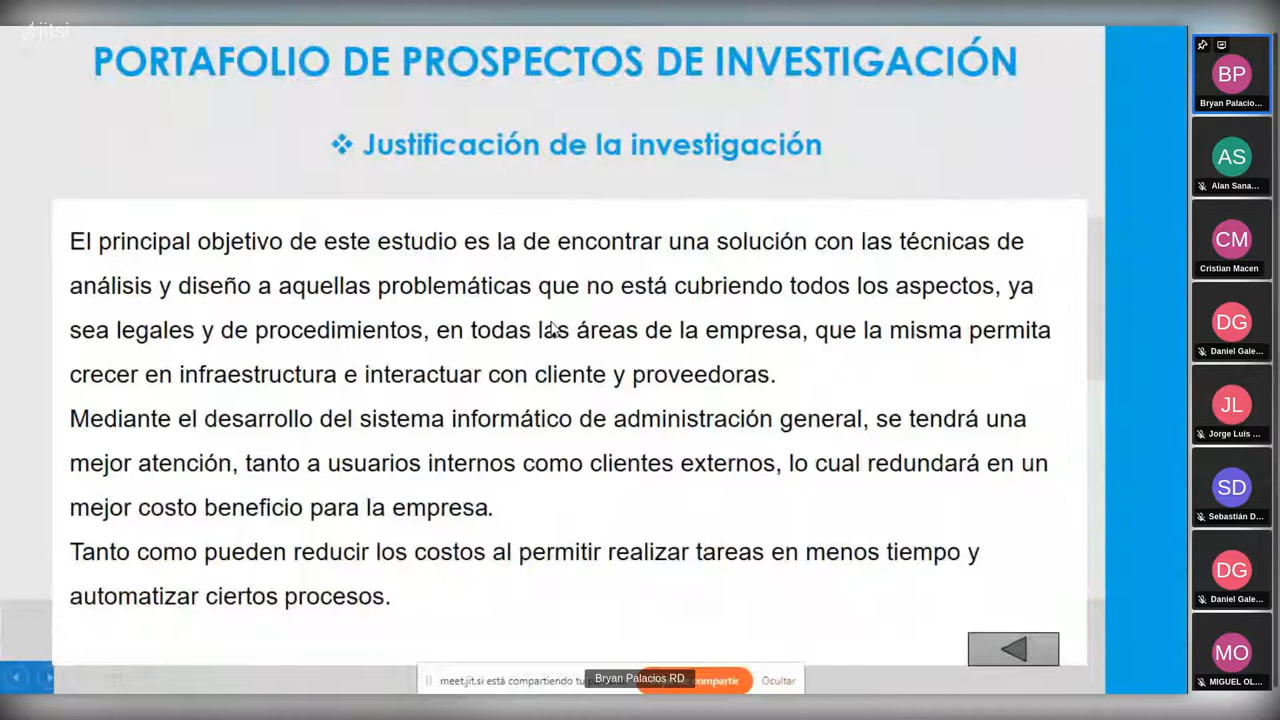 jitsi
PORTAFOLIO DE PROSPECTOS DE INVESTIGACIÓN
❖ Justificación de la investigación
El principal objetivo de este estudio es la de encontrar una solución con las técnicas de
análisis y diseño a aquellas problemáticas que no está cubriendo todos los aspectos, ya
sea legales y de procedimientos, en todas las áreas de la empresa, que la misma permita
crecer en infraestructura e interactuar con cliente y proveedoras.
Mediante el desarrollo del sistema informático de administración general, se tendrá una
mejor atención, tanto a usuarios internos como clientes externos, lo cual redundará en un
mejor costo beneficio para la empresa.
Tanto como pueden reducir los costos al permitir realizar tareas en menos tiempo y
automatizar ciertos procesos.
meet.jit.si está compartiendo tu
compartir
Ocultar
Bryan Palacios RD
BP
Bryan Palacio...
AS
Alan Sana...
CM
Cristian Macen
DG
Daniel Gale...
JL
Jorge Luis ...
SD
Sebastián D...
DG
Daniel Gale...
MO
MIGUEL OL...